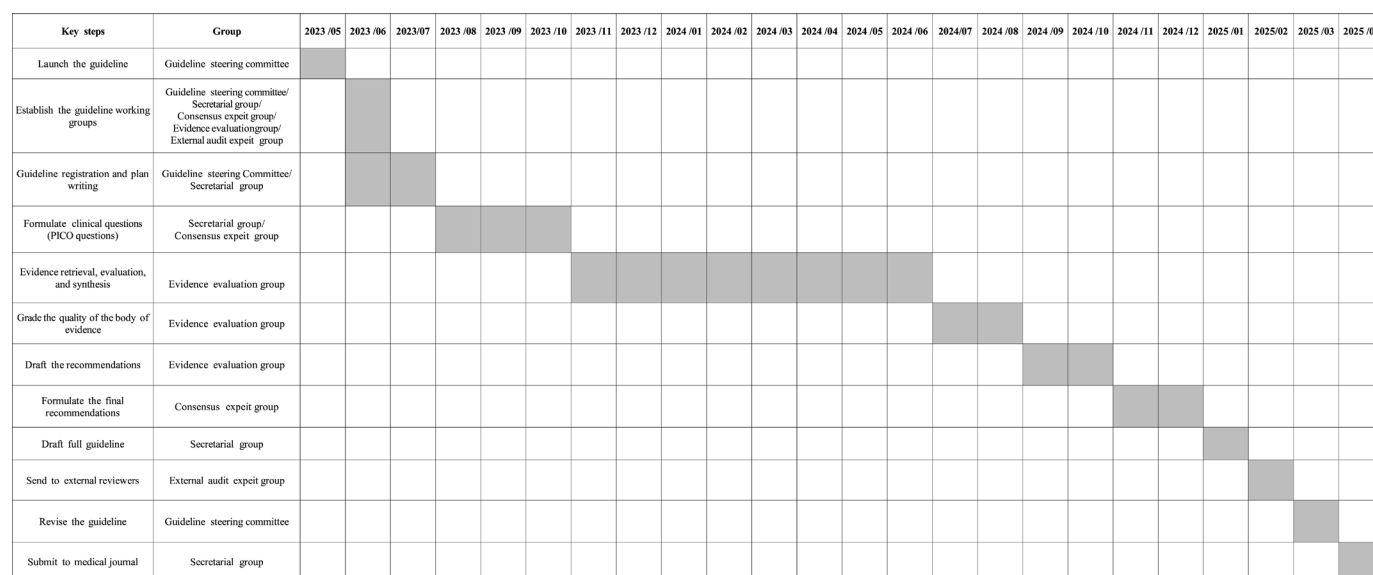 Key steps Group 2023 /05 2023 /06 2023/07 2023 /08 2023 /09 2023 /10 2023 /11 2023 /12 2024 /01 2024 /02 2024 /03 2024 /04 2024 /05 2024 /06 2024/07 2024 /08 2024 /09 2024 /10 2024 /11 2024 /12 2025 /01 2025/02 2025 /03 2025 /0
Launch the guideline Guideline steering committee
Establish the guideline working
groups
Guideline steering committee/
Secretarial group/
Consensus expeit group/
Evidence evaluationgroup/
External audit expeit group
Guideline registration and plan
writing
Guideline steering Committee/
Secretarial group
Formulate clinical questions
(PICO questions)
Secretarial group/
Consensus expeit group
Evidence retrieval, evaluation,
and synthesis
Evidence evaluation group
Grade the quality of the body of
evidence
Evidence evaluation group
Draft the recommendations Evidence evaluation group
Formulate the final
recommendations
Consensus expeit group
Draft full guideline Secretarial group
Send to external reviewers External audit expeit group
Revise the guideline Guideline steering committee
Submit to medical journal Secretarial group